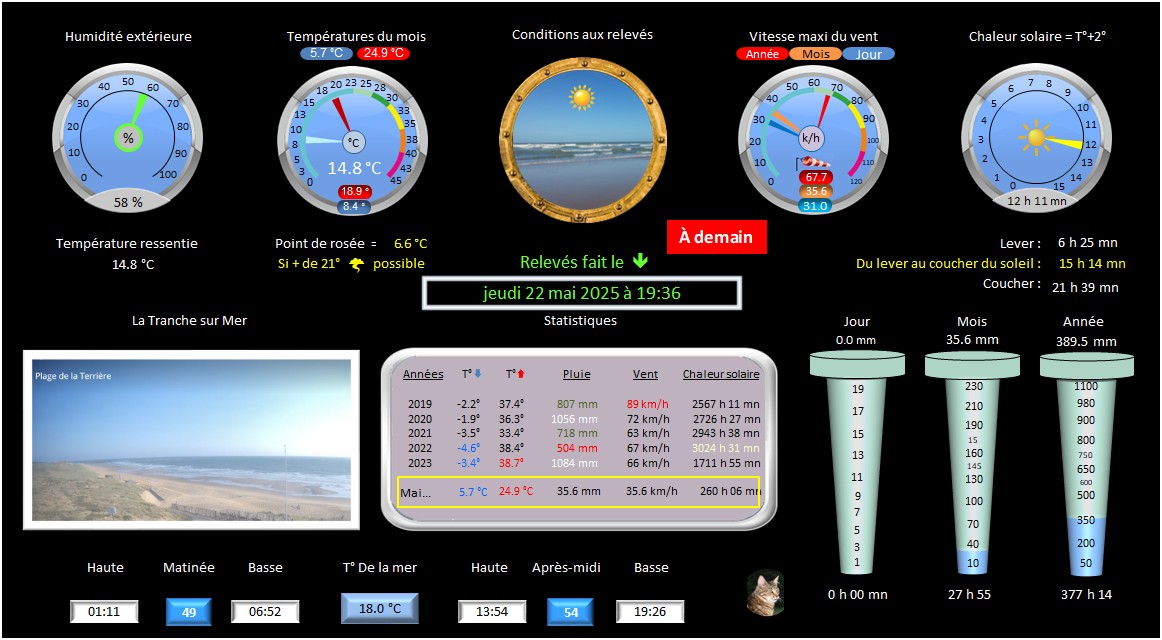 Humidité extérieure
Températures du mois
Conditions aux relevés
Vitesse maxi du vent
Chaleur solaire = T°+2°
5.7 °C 24.9 °C
Année Mois Jour
0 10 20 30 40 50 60 70 80 90 100
%
58 %
0 3 5 8 10 13 15 18 20 23 25 28 30 33 35 38 40 43 45
°C
14.8 °C
18.9 °
8.4 °
0 10 20 30 40 50 60 70 80 90 100 110 120
k/h
67.7
35.6
31.0
0 1 2 3 4 5 6 7 8 9 10 11 12 13 14 15
12 h 11 mn
Température ressentie
14.8 °C
Point de rosée = 6.6 °C
Si + de 21° possible
À demain
Relevés fait le
jeudi 22 mai 2025 à 19:36
Lever : 6 h 25 mn
Du lever au coucher du soleil : 15 h 14 mn
Coucher : 21 h 39 mn
La Tranche sur Mer
Plage de la Terrière
Statistiques
Années T° T° Pluie Vent Chaleur solaire
2019 -2.2° 37.4° 807 mm 89 km/h 2567 h 11 mn
2020 -1.9° 36.3° 1056 mm 72 km/h 2726 h 27 mn
2021 -3.5° 33.4° 718 mm 63 km/h 2943 h 38 mn
2022 -4.6° 38.4° 504 mm 67 km/h 3024 h 31 mn
2023 -3.4° 38.7° 1084 mm 66 km/h 1711 h 55 mn
Mai... 5.7 °C 24.9 °C 35.6 mm 35.6 km/h 260 h 06 mn
Jour
0.0 mm
19
17
15
13
11
9
7
5
3
1
0 h 00 mn
Mois
35.6 mm
230
210
190
15
160
145
130
100
70
40
10
27 h 55
Année
389.5 mm
1100
980
900
800
750
650
600
500
350
200
50
377 h 14
Haute Matinée Basse T° De la mer Haute Après-midi Basse
01:11 49 06:52 18.0 °C 13:54 54 19:26